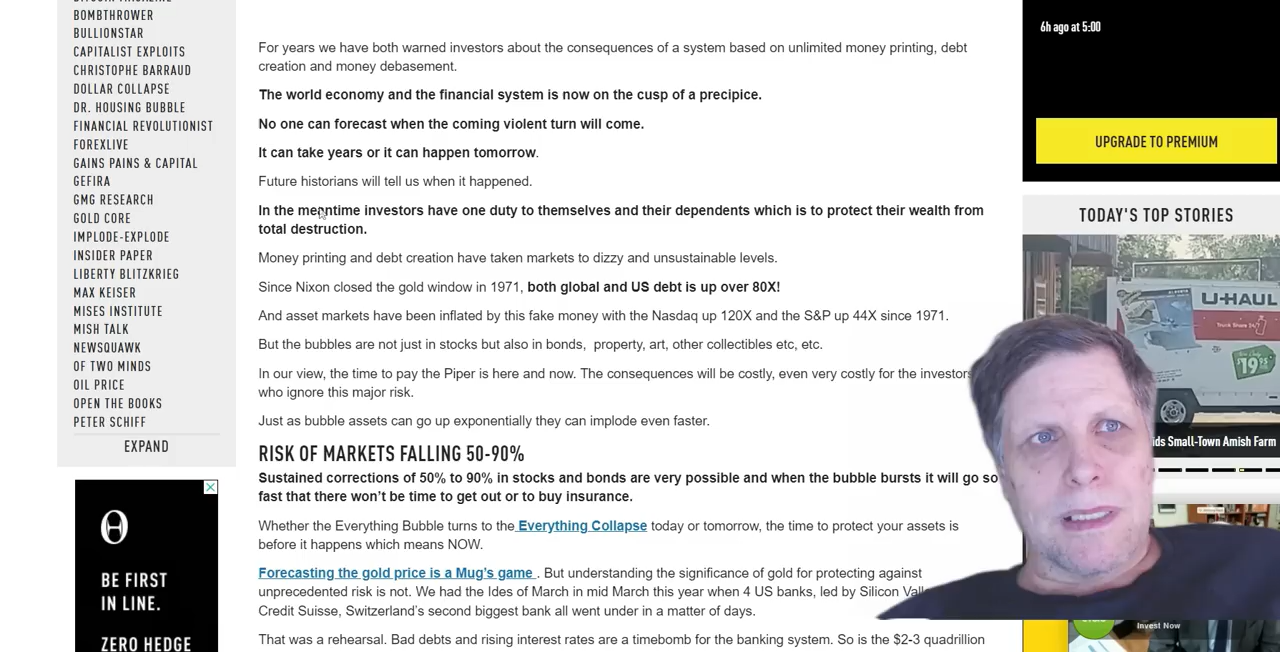 BOMBTHROWER
BULLIONSTAR
CAPITALIST EXPLOITS
CHRISTOPHE BARRAUD
DOLLAR COLLAPSE
DR. HOUSING BUBBLE
FINANCIAL REVOLUTIONIST
FOREXLIVE
GAINS PAINS & CAPITAL
GEFIRA
GMG RESEARCH
GOLD CORE
IMPLODE-EXPLODE
INSIDER PAPER
LIBERTY BLITZKRIEG
MAX KEISER
MISES INSTITUTE
MISH TALK
NEWSQUAWK
OF TWO MINDS
OIL PRICE
OPEN THE BOOKS
PETER SCHIFF
EXPAND
BE FIRST
IN LINE.
ZERO HEDGE
For years we have both warned investors about the consequences of a system based on unlimited money printing, debt
creation and money debasement.
The world economy and the financial system is now on the cusp of a precipice.
No one can forecast when the coming violent turn will come.
It can take years or it can happen tomorrow.
Future historians will tell us when it happened.
In the meantime investors have one duty to themselves and their dependents which is to protect their wealth from
total destruction.
Money printing and debt creation have taken markets to dizzy and unsustainable levels.
Since Nixon closed the gold window in 1971, both global and US debt is up over 80X!
And asset markets have been inflated by this fake money with the Nasdaq up 120X and the S&P up 44X since 1971.
But the bubbles are not just in stocks but also in bonds, property, art, other collectibles etc, etc.
In our view, the time to pay the Piper is here and now. The consequences will be costly, even very costly for the investors
who ignore this major risk.
Just as bubble assets can go up exponentially they can implode even faster.
RISK OF MARKETS FALLING 50-90%
Sustained corrections of 50% to 90% in stocks and bonds are very possible and when the bubble bursts it will go so
fast that there won't be time to get out or to buy insurance.
Whether the Everything Bubble turns to the Everything Collapse today or tomorrow, the time to protect your assets is
before it happens which means NOW.
Forecasting the gold price is a Mug's game . But understanding the significance of gold for protecting against
unprecedented risk is not. We had the Ides of March in mid March this year when 4 US banks, led by Silicon
Credit Suisse, Switzerland's second biggest bank all went under in a matter of days.
That was a rehearsal. Bad debts and rising interest rates are a timebomb for the banking system. So is the $2-3 quadrillion
6h ago at 5:00
UPGRADE TO PREMIUM
TODAY'S TOP STORIES
U-HAUL
Small-Town Amish Farm
Invest Now